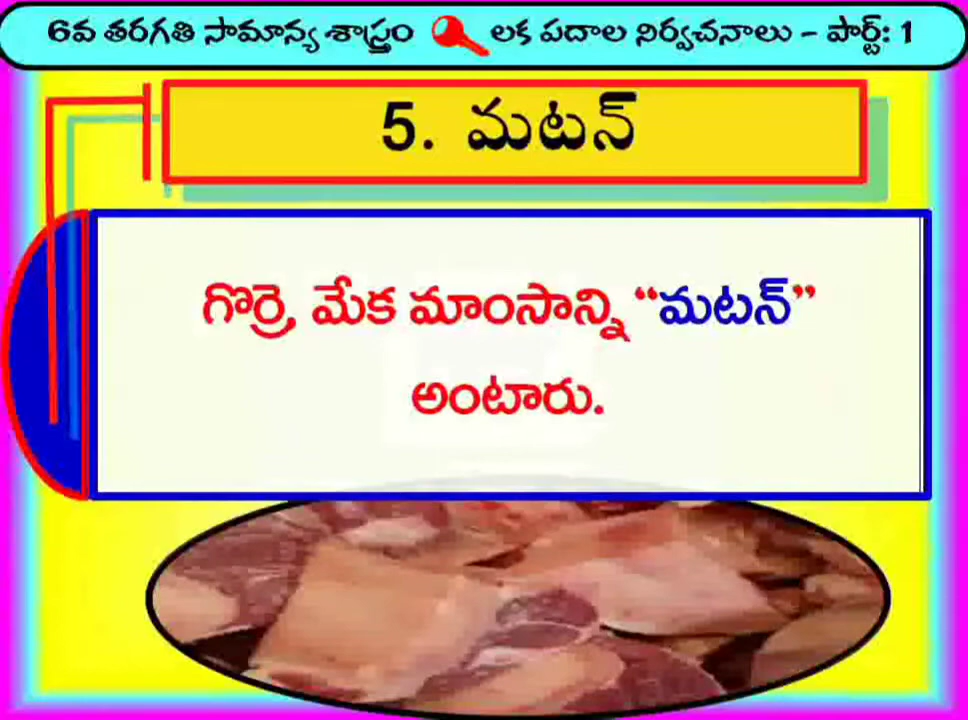 6వ తరగతి సామాన్య శాస్త్రం లక పదాల నిర్వచనాలు - పార్ట్: 1
5. మటన్
గొర్రె, మేక మాంసాన్ని “మటన్”
అంటారు.